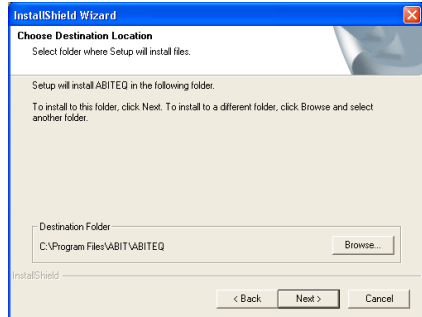 InstallShield Wizard
Choose Destination Location
Select folder where Setup will install files.
Setup will install ABITEQ in the following folder.
To install to this folder, click Next. To install to a different folder, click Browse and select
another folder.
Destination Folder
C:\Program Files\ABIT\ABITEQ
Browse...
InstallShield
< Back
Next >
Cancel